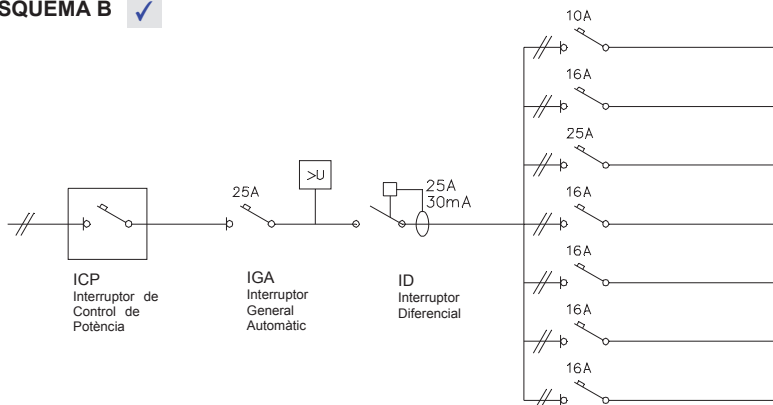 SQUEMA B
10A
16A
25A
16A
16A
16A
16A
>U
25A
25A
30mA
ICP
Interruptor de
Control de
Potència
IGA
Interruptor
General
Automàtic
ID
Interruptor
Diferencial